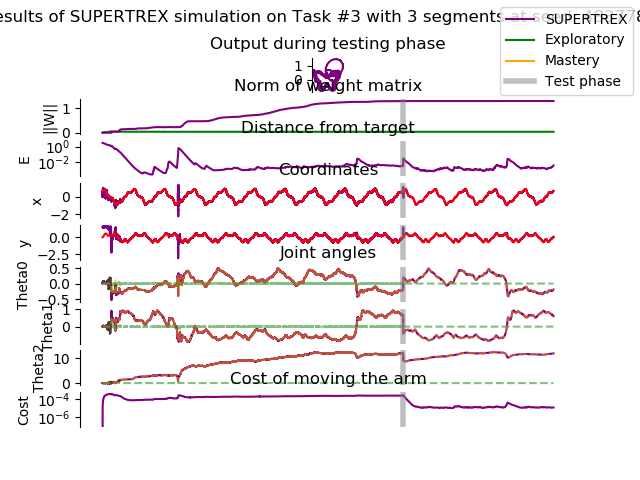 esults of SUPERTREX simulation on Task #3 with 3 segments
SUPERTREX
Exploratory
Mastery
Test phase
Output during testing phase
1
0
Norm of weight matrix
||W||
1
0
Distance from target
E
10⁰
10⁻²
Coordinates
x
0
−2
y
0.0
−2.5
Joint angles
Theta0
0.5
0.0
−0.5
Theta1
0
Theta2
10
0
Cost of moving the arm
Cost
10⁻⁴
10⁻⁶